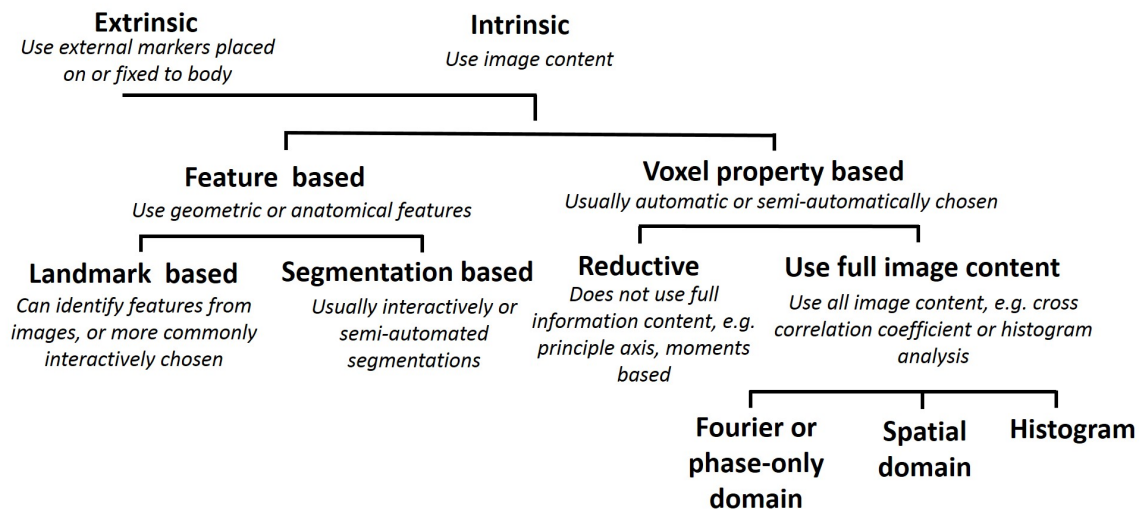 Extrinsic
Use external markers placed
on or fixed to body
Intrinsic
Use image content
Feature based
Use geometric or anatomical features
Voxel property based
Usually automatic or semi-automatically chosen
Landmark based
Can identify features from
images, or more commonly
interactively chosen
Segmentation based
Usually interactively or
semi-automated
segmentations
Reductive
Does not use full
information content, e.g.
principle axis, moments
based
Use full image content
Use all image content, e.g. cross
correlation coefficient or histogram
analysis
Fourier or
phase-only
domain
Spatial
domain
Histogram